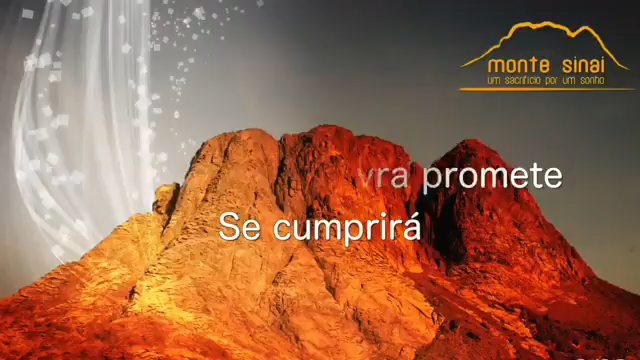 monte sinai
um sacrifício por um sonho
vra promete
Se cumprirá